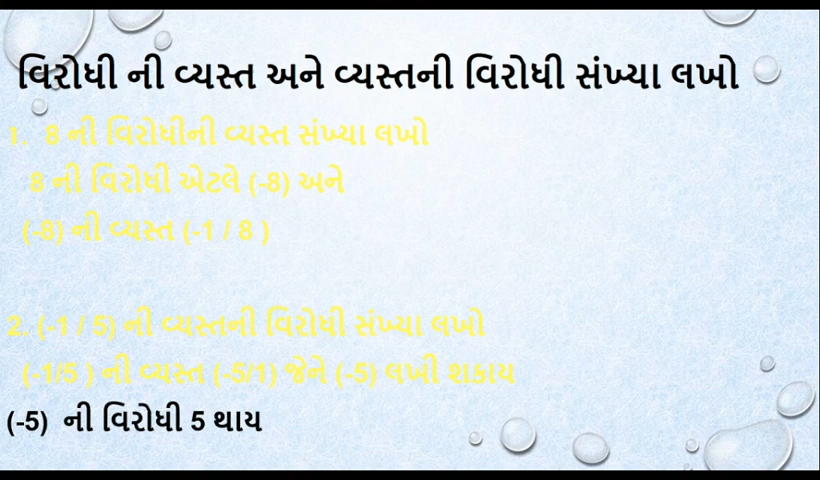 વિરોધી ની વ્યસ્ત અને વ્યસ્તની વિરોધી સંખ્યા લખો
1. 8 ની વિરોધીની વ્યસ્ત સંખ્યા લખો
8 ની વિરોધી એટલે (-8) અને
(-8) ની વ્યસ્ત (-1 / 8 )
2. (-1 / 5) ની વ્યસ્તની વિરોધી સંખ્યા લખો
(-1/5 ) ની વ્યસ્ત (-5/1) જેને (-5) લખી શકાય
(-5) ની વિરોધી 5 થાય